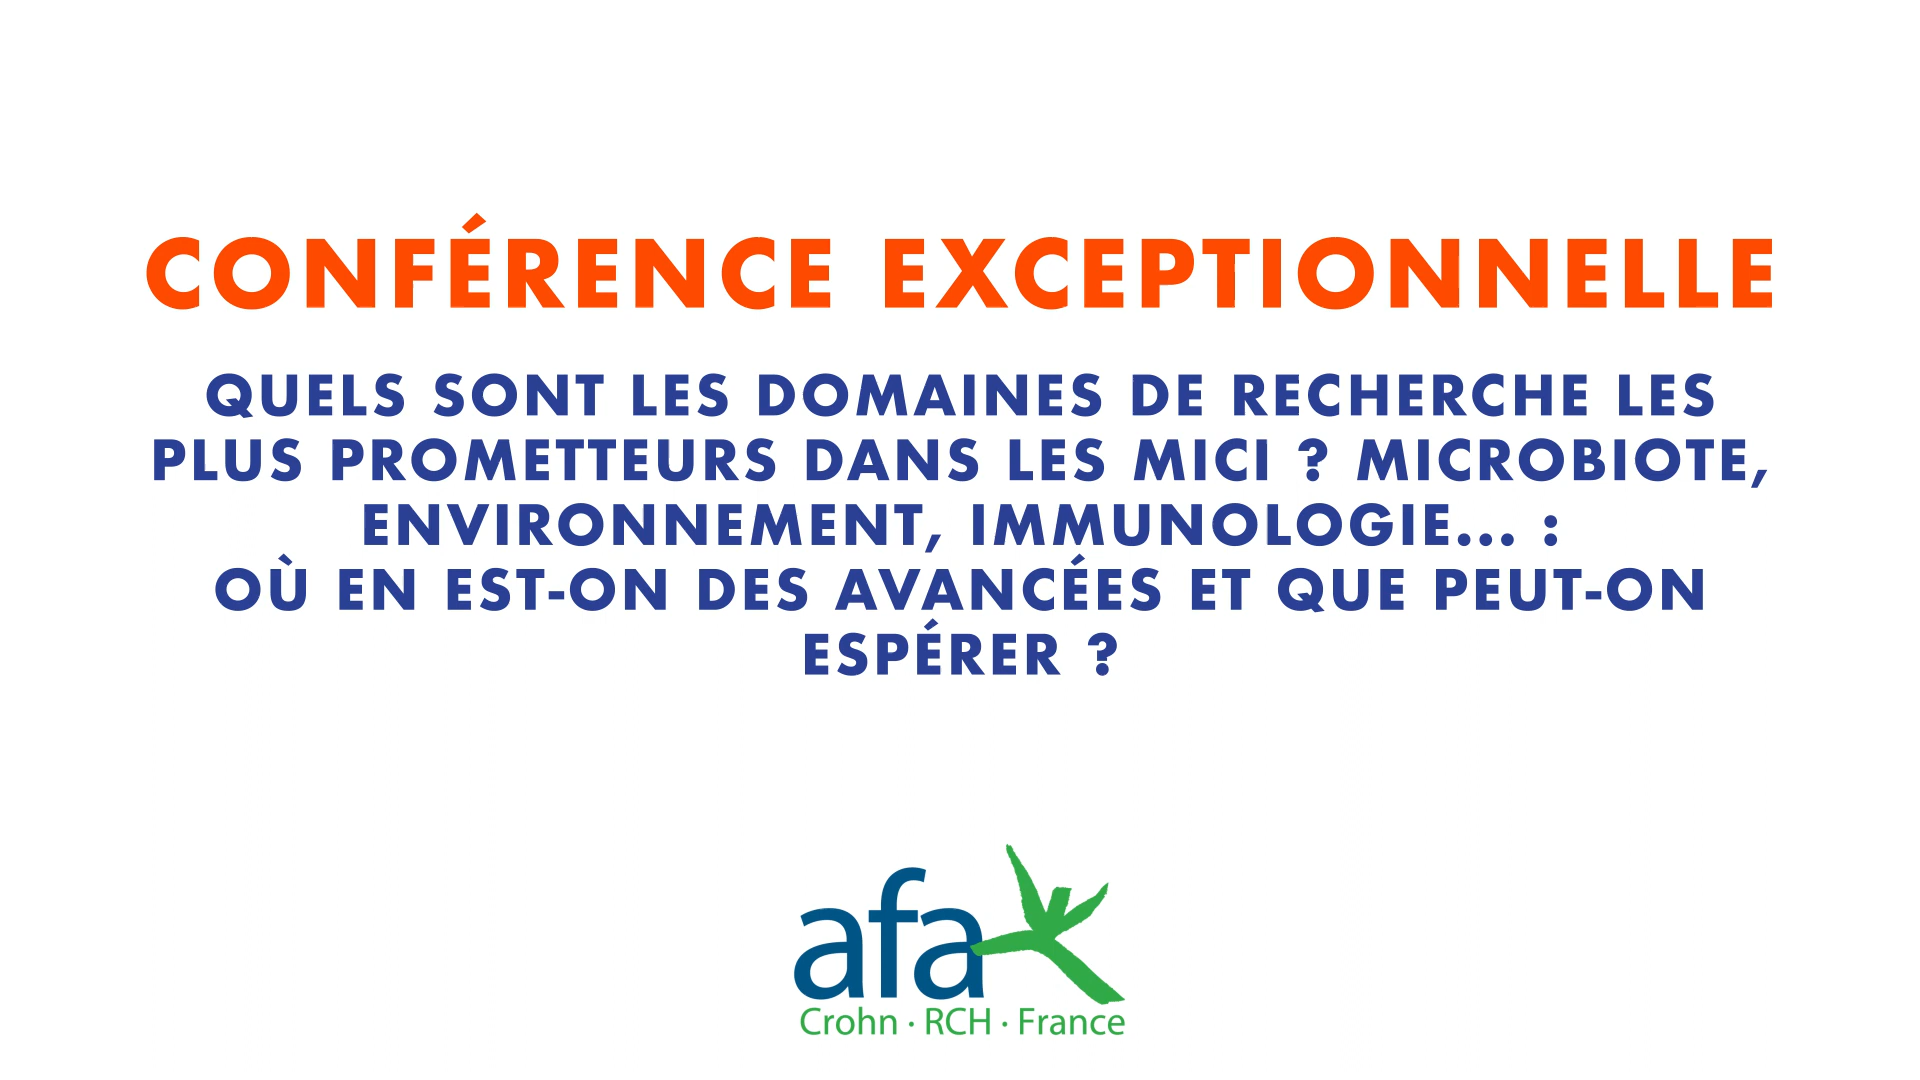 CONFÉRENCE EXCEPTIONNELLE
QUELS SONT LES DOMAINES DE RECHERCHE LES
PLUS PROMETTEURS DANS LES MICI ? MICROBIOTE,
ENVIRONNEMENT, IMMUNOLOGIE... :
OÙ EN EST-ON DES AVANCÉES ET QUE PEUT-ON
ESPÉRER ?
afa
Crohn · RCH · France